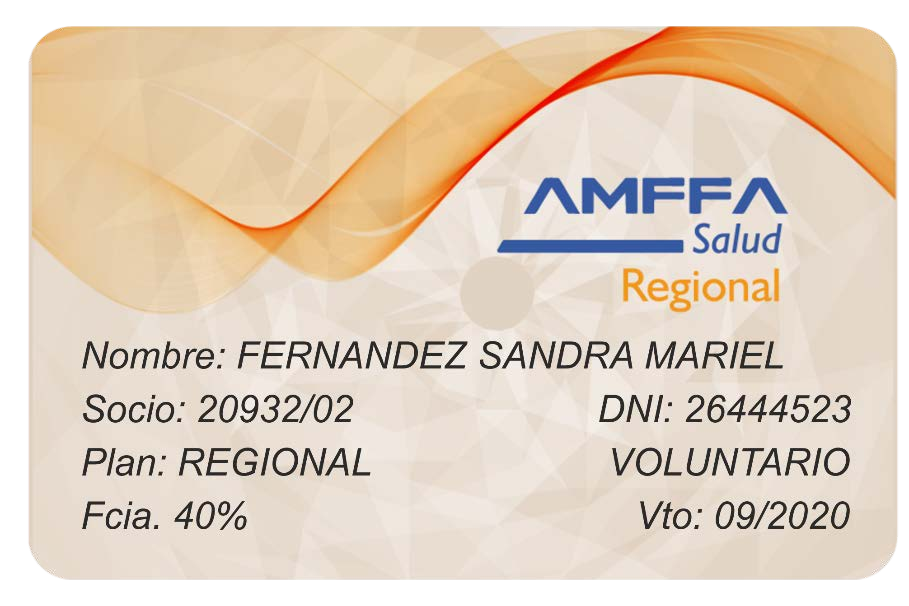 AMFFA
Salud
Regional
Nombre: FERNANDEZ SANDRA MARIEL
Socio: 20932/02 DNI: 26444523
Plan: REGIONAL VOLUNTARIO
Fcia. 40% Vto: 09/2020